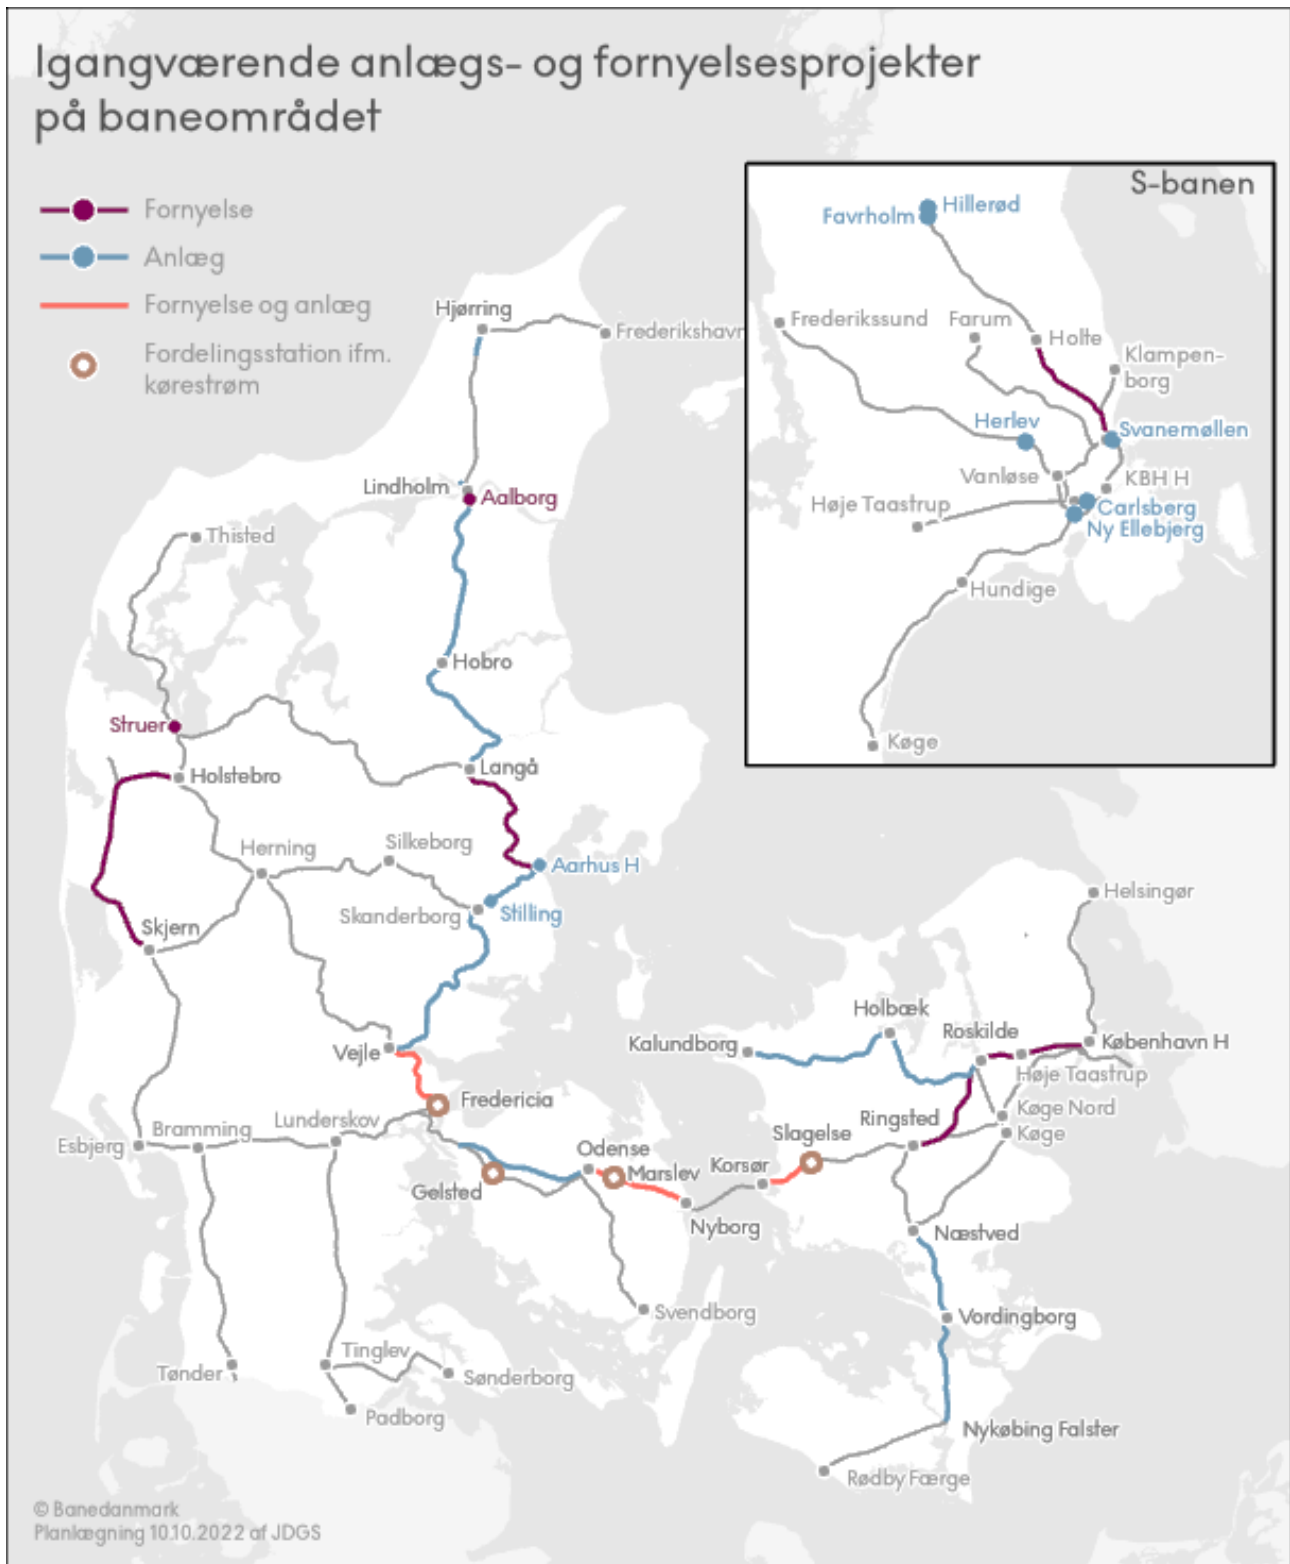 Igangværende anlægs- og fornyelsesprojekter
på baneområdet
Fornyelse
Anlæg
Fornyelse og anlæg
Fordelingsstation ifm.
kørestrøm
S-banen
Hillerød
Favrholm
Frederikssund
Farum
Holte
Klampen-
borg
Herlev
Svanemøllen
Vanløse
KBH H
Høje Taastrup
Carlsberg
Ny Ellebjerg
Hundige
Køge
Hjørring
Frederikshavn
Lindholm
Aalborg
Thisted
Hobro
Struer
Langå
Holstebro
Herning
Silkeborg
Aarhus H
Skanderborg
Stilling
Skjern
Helsingør
Holbæk
Roskilde
Kalundborg
København H
Vejle
Høje Taastrup
Fredericia
Køge Nord
Køge
Ringsted
Slagelse
Esbjerg
Bramming
Lunderskov
Odense
Marslev
Korsør
Gelsted
Nyborg
Næstved
Svendborg
Vordingborg
Tønder
Tinglev
Sønderborg
Padborg
Nykøbing Falster
Rødby Færge
© Banedanmark
Planlægning 10.10.2022 af JDGS